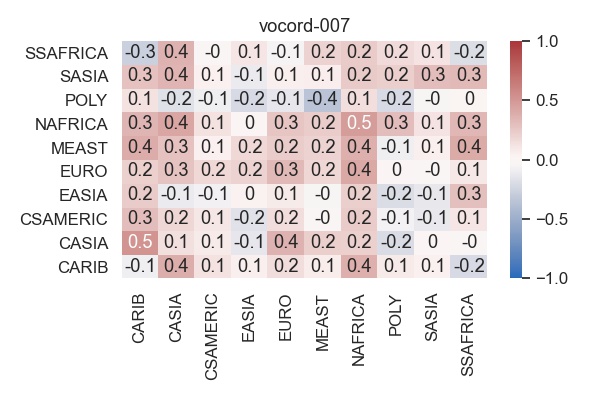 vocord-007
SSAFRICA -0.3 0.4 -0 0.1 -0.1 0.2 0.2 0.2 0.1 -0.2
SASIA 0.3 0.4 0.1 -0.1 0.1 0.1 0.2 0.2 0.3 0.3
POLY 0.1 -0.2 -0.1 -0.2 -0.1 -0.4 0.1 -0.2 -0 0
NAFRICA 0.3 0.4 0.1 0 0.3 0.2 0.5 0.3 0.1 0.3
MEAST 0.4 0.3 0.1 0.2 0.2 0.2 0.4 -0.1 0.1 0.4
EURO 0.2 0.3 0.2 0.2 0.3 0.2 0.4 0 -0 0.2
EASIA 0.2 -0.1 -0.1 0 0.1 -0 0.2 -0.2 -0.1 0.3
CSAMERIC 0.3 0.2 0.1 -0.2 0.2 -0 0.2 -0.1 -0.1 0.1
CASIA 0.5 0.1 0.1 -0.1 0.4 0.2 0.2 -0.2 0 -0
CARIB -0.1 0.4 0.1 0.1 0.2 0.1 0.4 0.1 0.1 -0.2
CARIB CASIA CSAMERIC EASIA EURO MEAST NAFRICA POLY SASIA SSAFRICA
1.0
0.5
0.0
−0.5
−1.0